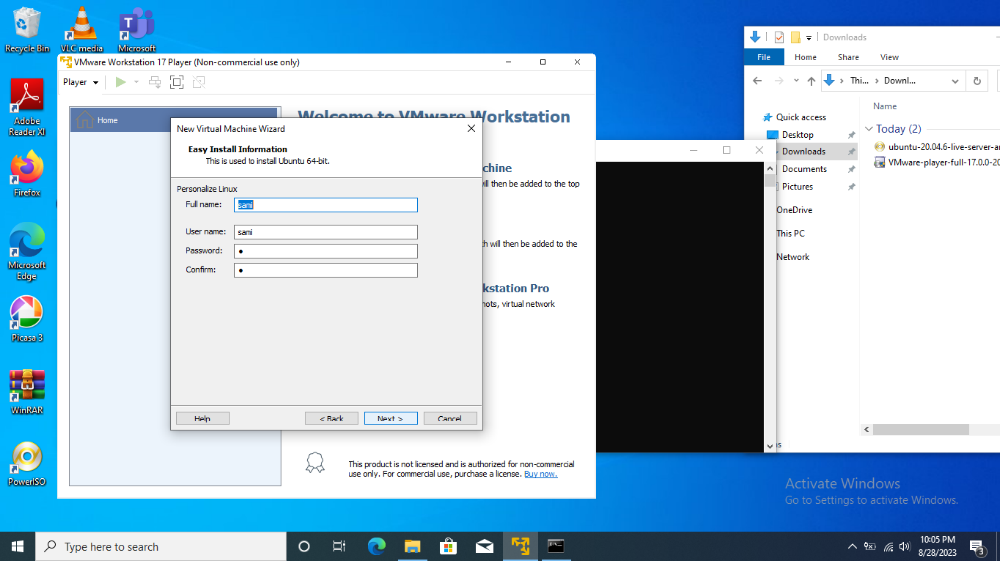 Recycle Bin
VLC media
Microsoft
Adobe
Reader XI
Firefox
Microsoft
Edge
Picasa 3
WinRAR
PowerISO
VMware Workstation 17 Player (Non-commercial use only)
Player
Home
Welcome to VMware Workstation
chine
ill then be added to the top
ch will then be added to the
kstation Pro
hots, virtual network
This product is not licensed and is authorized for non-commercial
use only. For commercial use, purchase a license. Buy now.
New Virtual Machine Wizard
Easy Install Information
This is used to install Ubuntu 64-bit.
Personalize Linux
Full name: sami
User name: sami
Password: ●
Confirm: ●
Help
< Back
Next >
Cancel
Downloads
File Home Share View
Thi... › Downl...
Name
Quick access
Desktop
Downloads
Documents
Pictures
OneDrive
This PC
Network
Today (2)
ubuntu-20.04.6-live-server-a
VMware-player-full-17.0.0-20
Activate Windows
Go to Settings to activate Windows.
Type here to search
10:05 PM
8/28/2023
3